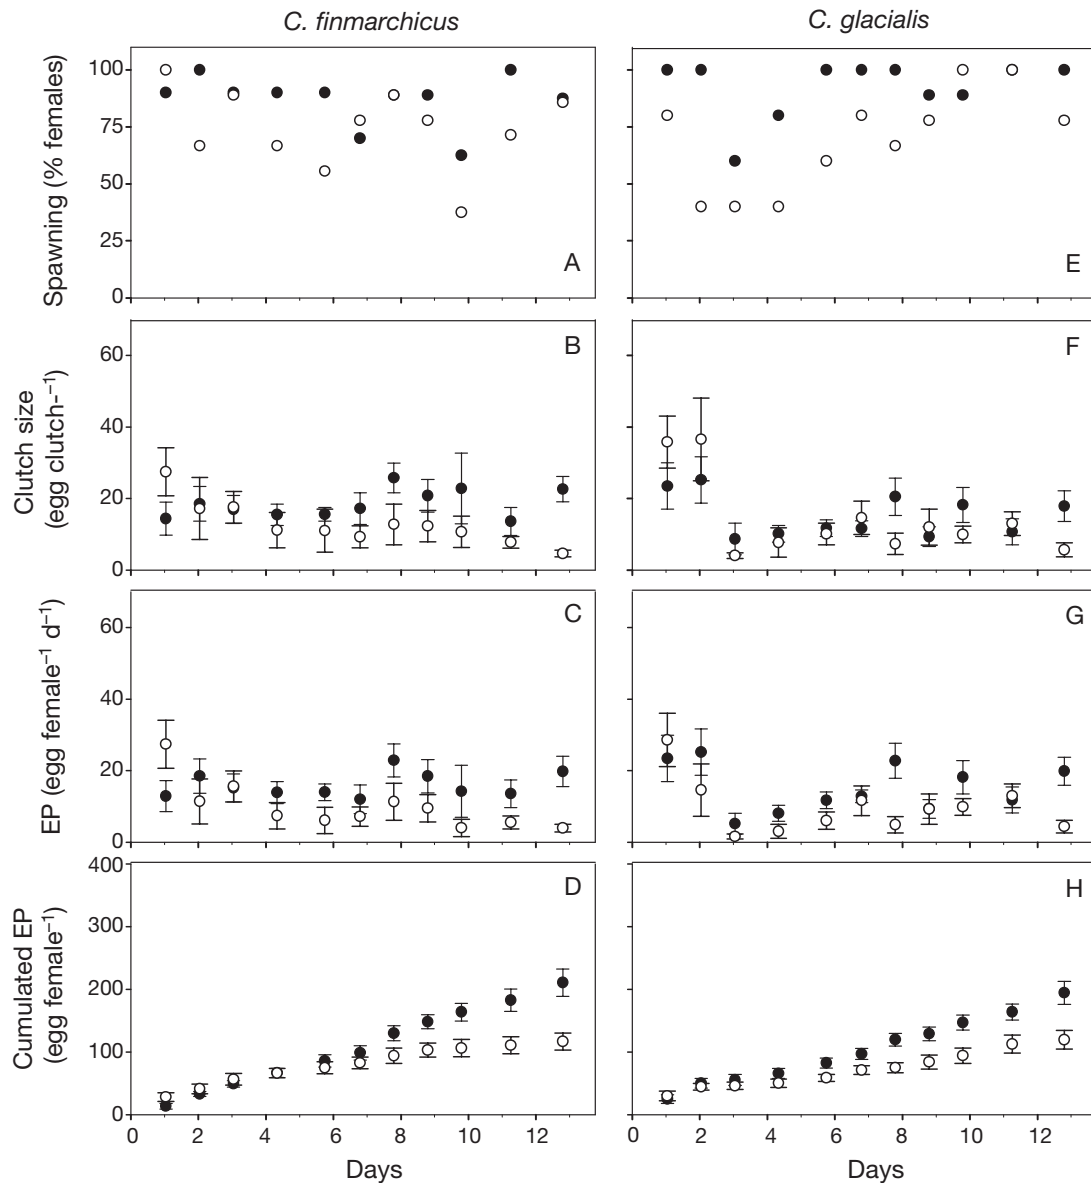 C. finmarchicus
C. glacialis
Spawning (% females)
100
75
50
25
0
A
E
Clutch size
(egg clutch-⁻¹)
60
40
20
0
B
F
EP (egg female⁻¹ d⁻¹)
60
40
20
0
C
G
Cumulated EP
(egg female⁻¹)
400
300
200
100
0
D
H
0 2 4 6 8 10 12
0 2 4 6 8 10 12
Days
Days